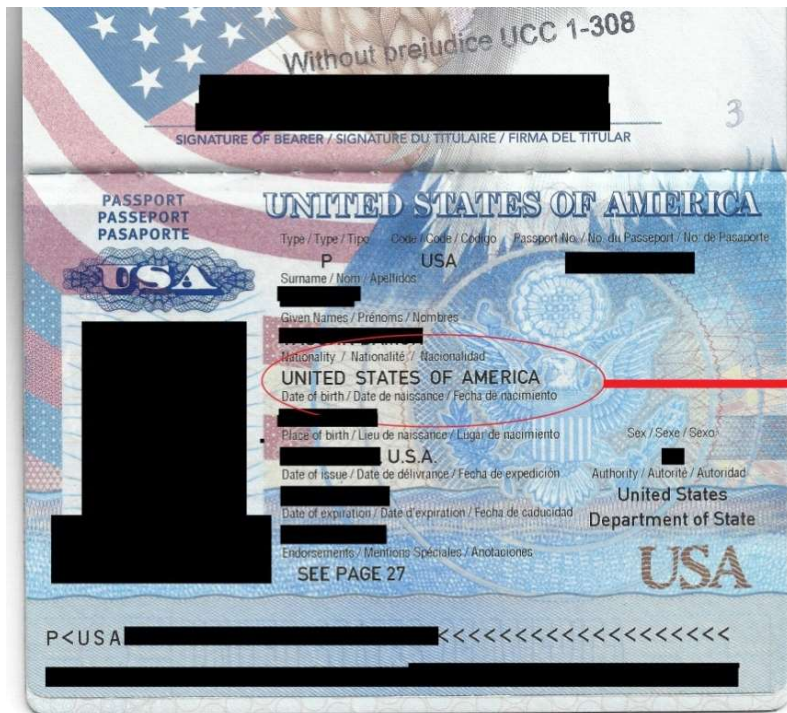 Without prejudice UCC 1-308
3
SIGNATURE OF BEARER / SIGNATURE DU TITULAIRE / FIRMA DEL TITULAR
PASSPORT
PASSEPORT
PASAPORTE
USA
UNITED STATES OF AMERICA
Type / Type / Tipo Code / Code / Codigo Passport No. / No. du Passeport / No. de Pasaporte
P USA
Surname / Nom / Apellidos
Given Names / Prénoms / Nombres
Nationality / Nationalité / Nacionalidad
UNITED STATES OF AMERICA
Date of birth / Date de naissance / Fecha de nacimiento
Place of birth / Lieu de naissance / Lugar de nacimiento Sex / Sexe / Sexo
U.S.A.
Date of issue / Date de délivrance / Fecha de expedición Authority / Autorité / Autoridad
United States
Date of expiration / Date d'expiration / Fecha de caducidad Department of State
Endorsements / Mentions Spéciales / Anotaciones
SEE PAGE 27
USA
P<USA <<<<<<<<<<<<<<<<<<<